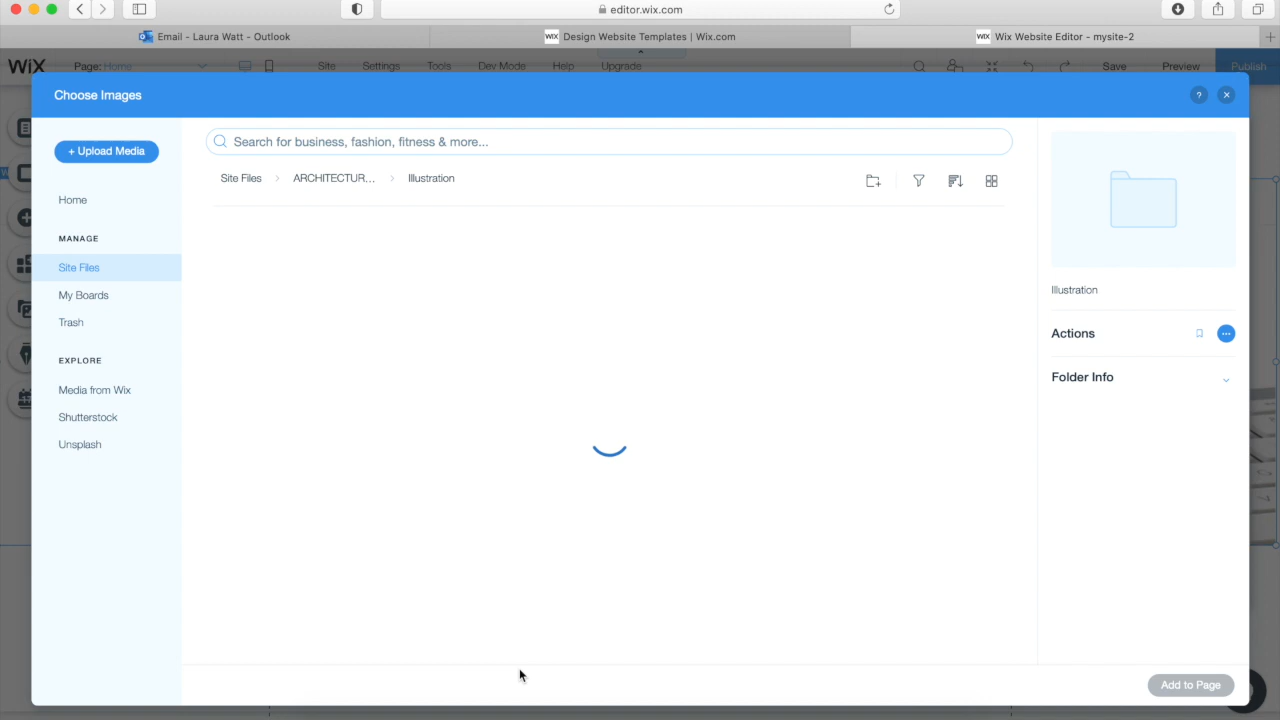 editor.wix.com
Email - Laura Watt - Outlook
WIX Design Website Templates | Wix.com
WIX Wix Website Editor - mysite-2
WIX Page: Home Site Settings Tools Dev Mode Help Upgrade Save Preview Publish
Choose Images
?
+ Upload Media
Search for business, fashion, fitness & more...
Site Files > ARCHITECTUR... > Illustration
Home
MANAGE
Site Files
My Boards
Trash
EXPLORE
Media from Wix
Shutterstock
Unsplash
Illustration
Actions
Folder Info
Add to Page